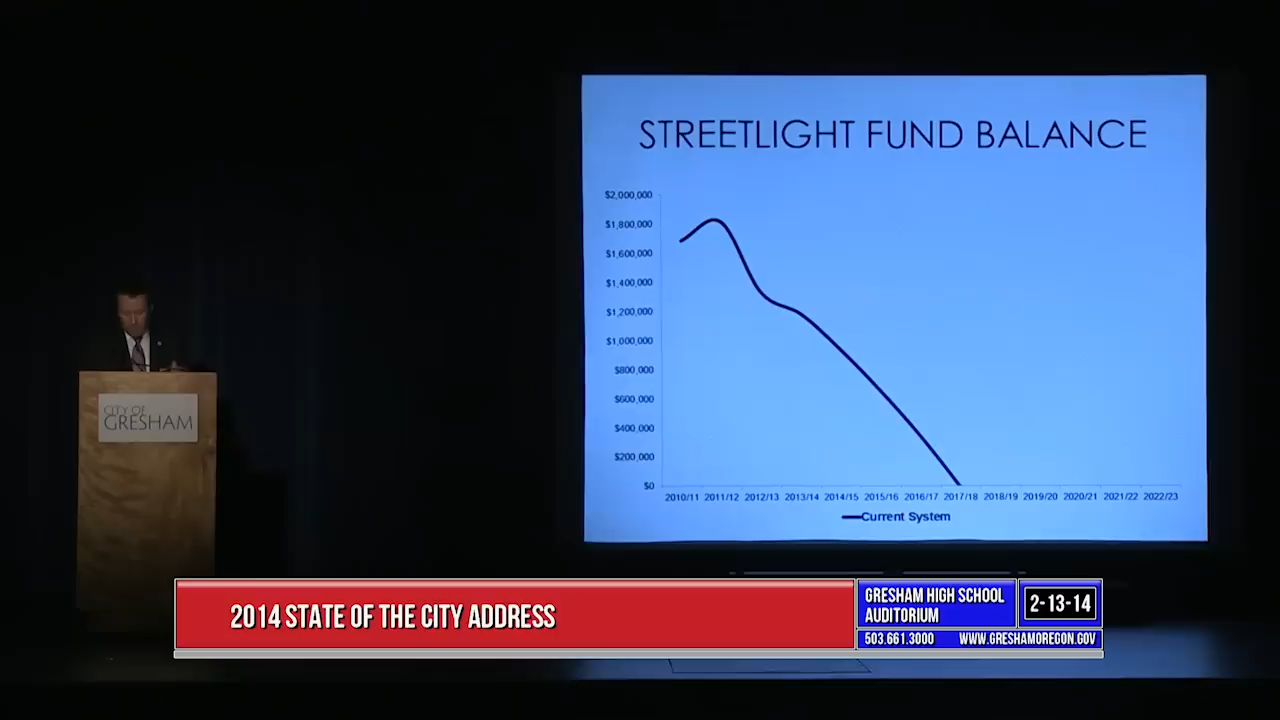 STREETLIGHT FUND BALANCE
$2,000,000
$1,800,000
$1,600,000
$1,400,000
$1,200,000
$1,000,000
$800,000
$600,000
$400,000
$200,000
$0
2010/11 2011/12 2012/13 2013/14 2014/15 2015/16 2016/17 2017/18 2018/19 2019/20 2020/21 2021/22 2022/23
Current System
CITY OF
GRESHAM
2014 STATE OF THE CITY ADDRESS
GRESHAM HIGH SCHOOL
AUDITORIUM
2-13-14
503.661.3000 WWW.GRESHAMOREGON.GOV